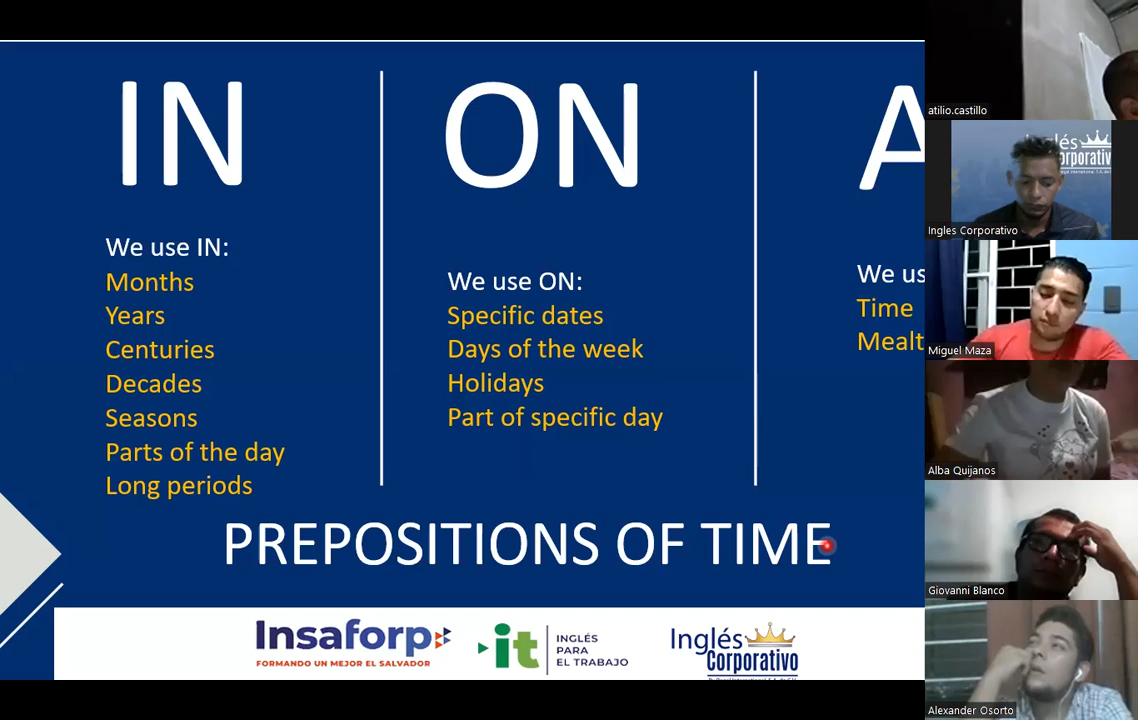 IN
We use IN:
Months
Years
Centuries
Decades
Seasons
Parts of the day
Long periods
ON
We use ON:
Specific dates
Days of the week
Holidays
Part of specific day
A
We us
Time
Mealt
PREPOSITIONS OF TIME
Insaforp
FORMANDO UN MEJOR EL SALVADOR
it
INGLÉS
PARA
EL TRABAJO
Inglés
Corporativo
atilio.castillo
glés
orporativ
Ingles Corporativo
Miguel Maza
Alba Quijanos
Giovanni Blanco
Alexander Osorto